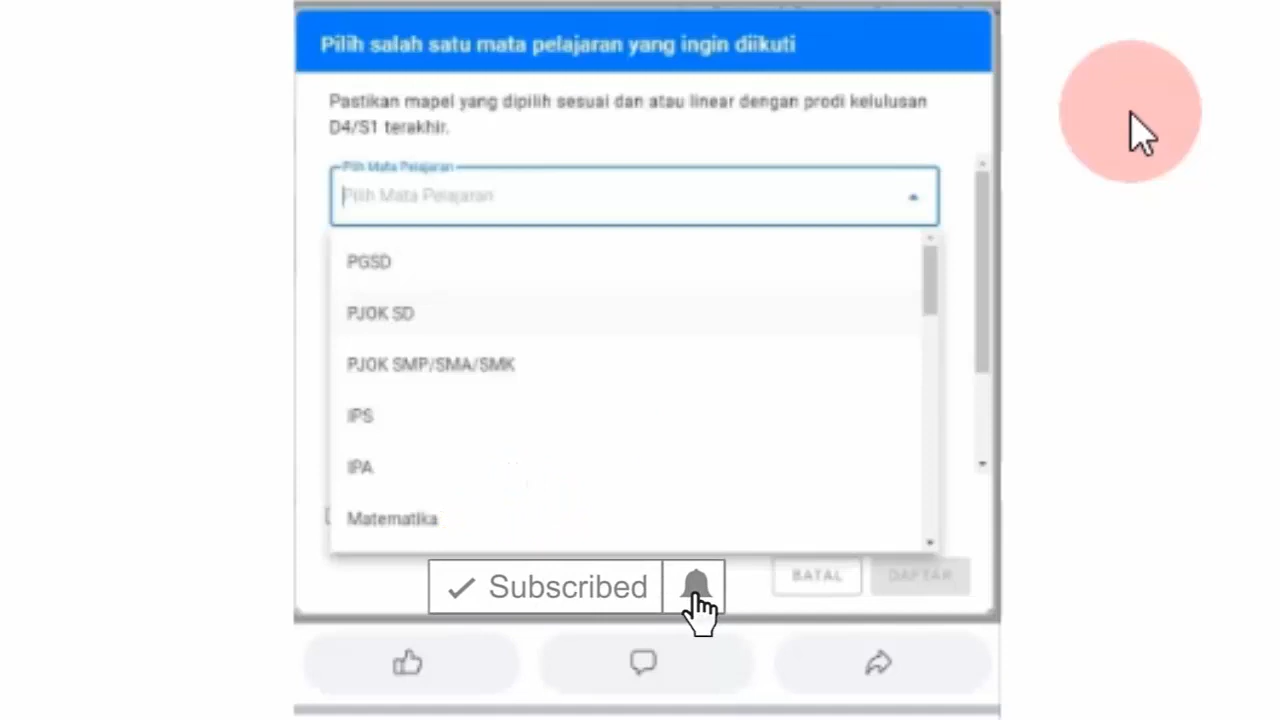 Pilih salah satu mata pelajaran yang ingin diikuti
Pastikan mapel yang dipilih sesuai dan atau linear dengan prodi kelulusan
D4/S1 terakhir.
Pilih Mata Pelajaran
Pilih Mata Pelajaran
PGSD
PJOK SD
PJOK SMP/SMA/SMK
IPS
IPA
Matematika
BATAL
DAFTAR
Subscribed